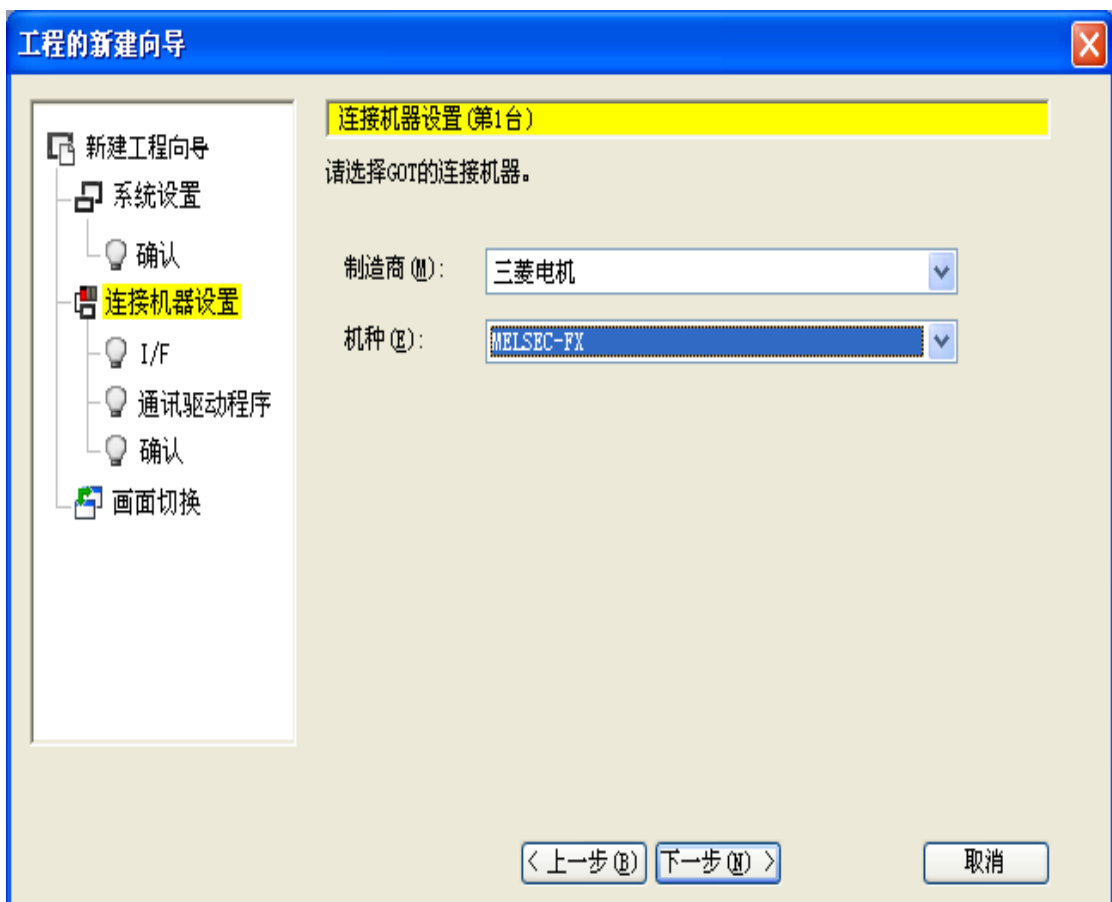 工程的新建向导
新建工程向导
系统设置
确认
连接机器设置
I/F
通讯驱动程序
确认
画面切换
连接机器设置(第1台)
请选择GOT的连接机器。
制造商(M):
三菱电机
机种(E):
MELSEC-FX
< 上一步(B)
下一步(N) >
取消